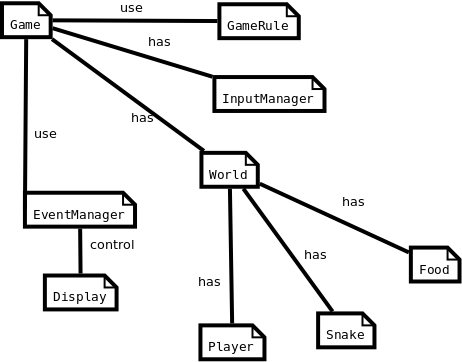 use
Game
GameRule
has
InputManager
has
use
World
has
EventManager
control
has
Food
has
Display
Snake
Player